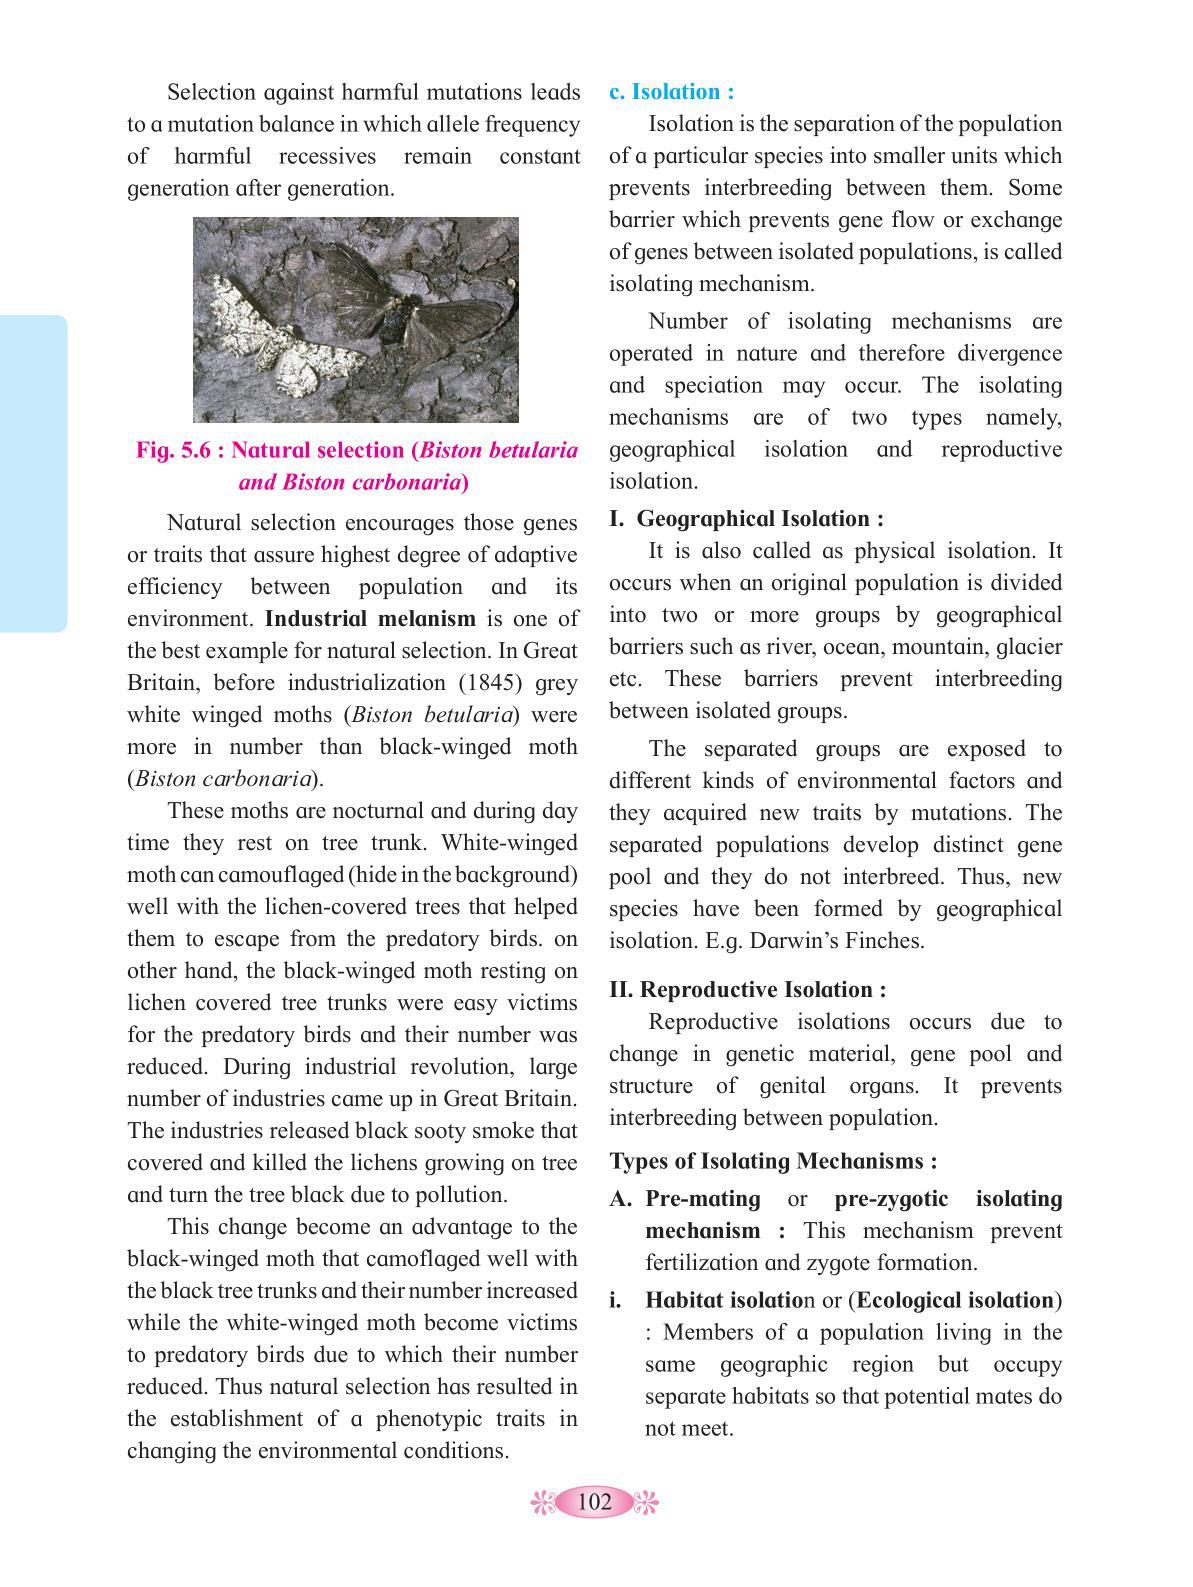 Selection against harmful mutations leads
to a mutation balance in which allele frequency
of harmful recessives remain constant
generation after generation.
Fig. 5.6 : Natural selection (Biston betularia
and Biston carbonaria)
Natural selection encourages those genes
or traits that assure highest degree of adaptive
efficiency between population and its
environment. Industrial melanism is one of
the best example for natural selection. In Great
Britain, before industrialization (1845) grey
white winged moths (Biston betularia) were
more in number than black-winged moth
(Biston carbonaria).
These moths are nocturnal and during day
time they rest on tree trunk. White-winged
moth can camouflaged (hide in the background)
well with the lichen-covered trees that helped
them to escape from the predatory birds. on
other hand, the black-winged moth resting on
lichen covered tree trunks were easy victims
for the predatory birds and their number was
reduced. During industrial revolution, large
number of industries came up in Great Britain.
The industries released black sooty smoke that
covered and killed the lichens growing on tree
and turn the tree black due to pollution.
This change become an advantage to the
black-winged moth that camoflaged well with
the black tree trunks and their number increased
while the white-winged moth become victims
to predatory birds due to which their number
reduced. Thus natural selection has resulted in
the establishment of a phenotypic traits in
changing the environmental conditions.
c. Isolation :
Isolation is the separation of the population
of a particular species into smaller units which
prevents interbreeding between them. Some
barrier which prevents gene flow or exchange
of genes between isolated populations, is called
isolating mechanism.
Number of isolating mechanisms are
operated in nature and therefore divergence
and speciation may occur. The isolating
mechanisms are of two types namely,
geographical isolation and reproductive
isolation.
I. Geographical Isolation :
It is also called as physical isolation. It
occurs when an original population is divided
into two or more groups by geographical
barriers such as river, ocean, mountain, glacier
etc. These barriers prevent interbreeding
between isolated groups.
The separated groups are exposed to
different kinds of environmental factors and
they acquired new traits by mutations. The
separated populations develop distinct gene
pool and they do not interbreed. Thus, new
species have been formed by geographical
isolation. E.g. Darwin’s Finches.
II. Reproductive Isolation :
Reproductive isolations occurs due to
change in genetic material, gene pool and
structure of genital organs. It prevents
interbreeding between population.
Types of Isolating Mechanisms :
A. Pre-mating or pre-zygotic isolating
mechanism : This mechanism prevent
fertilization and zygote formation.
i. Habitat isolation or (Ecological isolation)
: Members of a population living in the
same geographic region but occupy
separate habitats so that potential mates do
not meet.
102